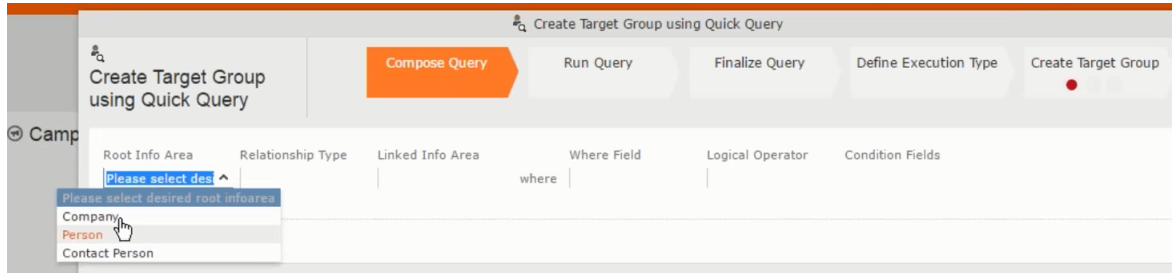 Create Target Group using Quick Query
Create Target Group
using Quick Query
Compose Query
Run Query
Finalize Query
Define Execution Type
Create Target Group
Camp
Root Info Area
Relationship Type
Linked Info Area
Where Field
Logical Operator
Condition Fields
Please select des
where
Please select desired root infoarea
Company
Person
Contact Person